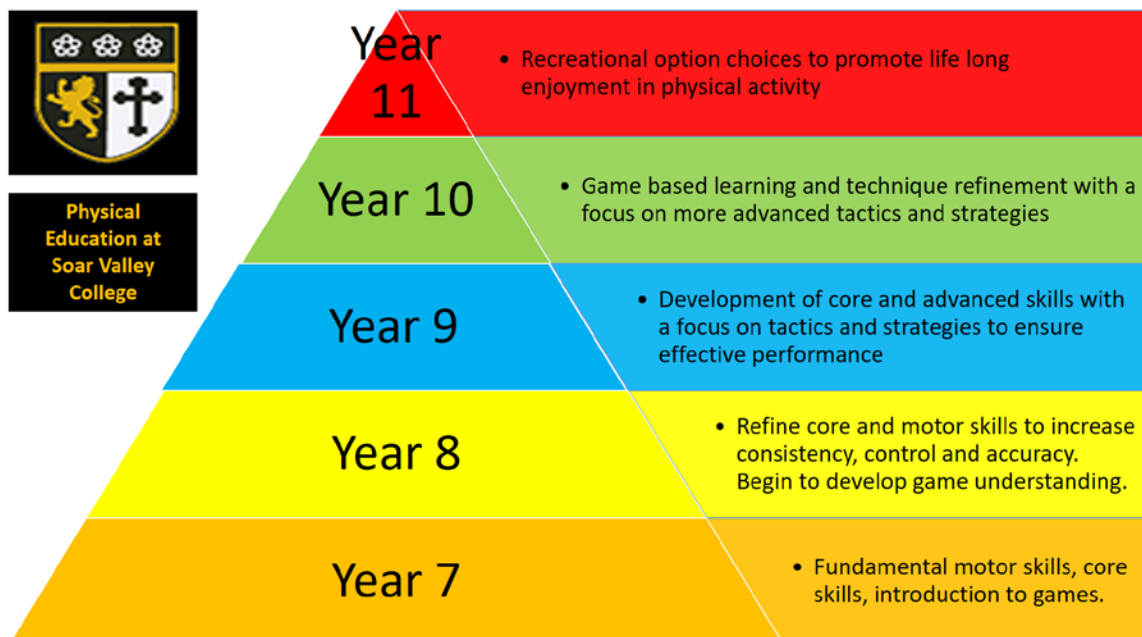 Physical
Education at
Soar Valley
College
Year
11
• Recreational option choices to promote life long
enjoyment in physical activity
Year 10
• Game based learning and technique refinement with a
focus on more advanced tactics and strategies
Year 9
• Development of core and advanced skills with
a focus on tactics and strategies to ensure
effective performance
Year 8
• Refine core and motor skills to increase
consistency, control and accuracy.
Begin to develop game understanding.
Year 7
• Fundamental motor skills, core
skills, introduction to games.